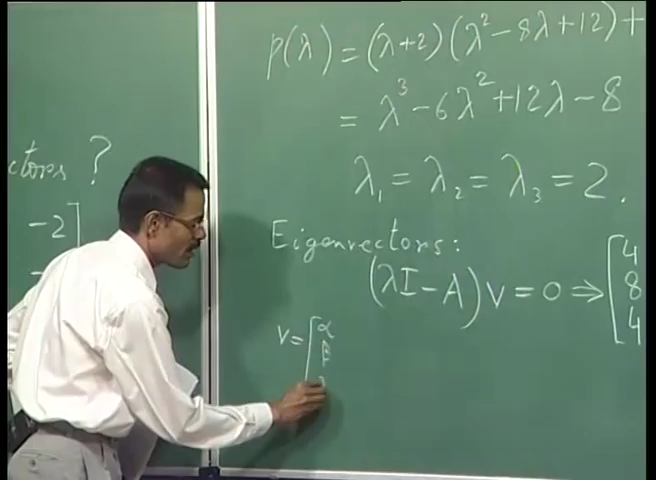 ctors ?
-2]
p(λ) = (λ+2)(λ²-8λ+12)+
= λ³-6λ²+12λ-8
λ₁ = λ₂ = λ₃ = 2.
Eigenvectors:
(λI-A)v=0 ⇒ [4
8
4
v= [α
β